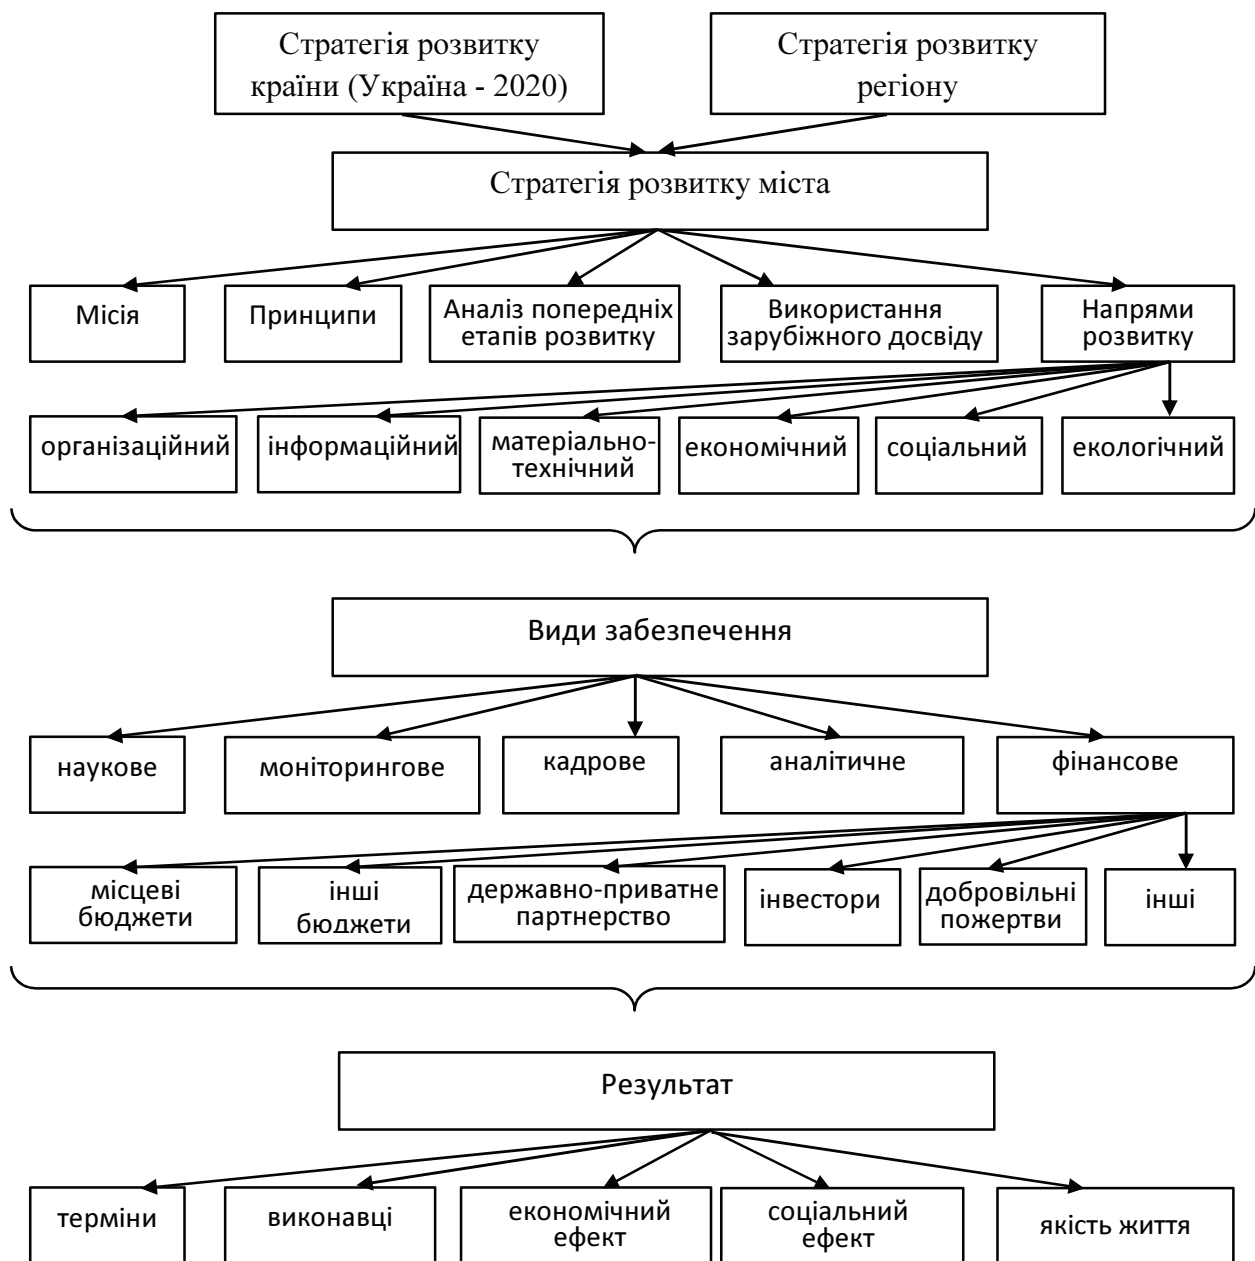 Стратегія розвитку
країни (Україна - 2020)
Стратегія розвитку
регіону
Стратегія розвитку міста
Місія
Принципи
Аналіз попередніх
етапів розвитку
Використання
зарубіжного досвіду
Напрями
розвитку
організаційний
інформаційний
матеріально-
технічний
економічний
соціальний
екологічний
Види забезпечення
наукове
моніторингове
кадрове
аналітичне
фінансове
місцеві
бюджети
інші
бюджети
державно-приватне
партнерство
інвестори
добровільні
пожертви
інші
Результат
терміни
виконавці
економічний
ефект
соціальний
ефект
якість життя